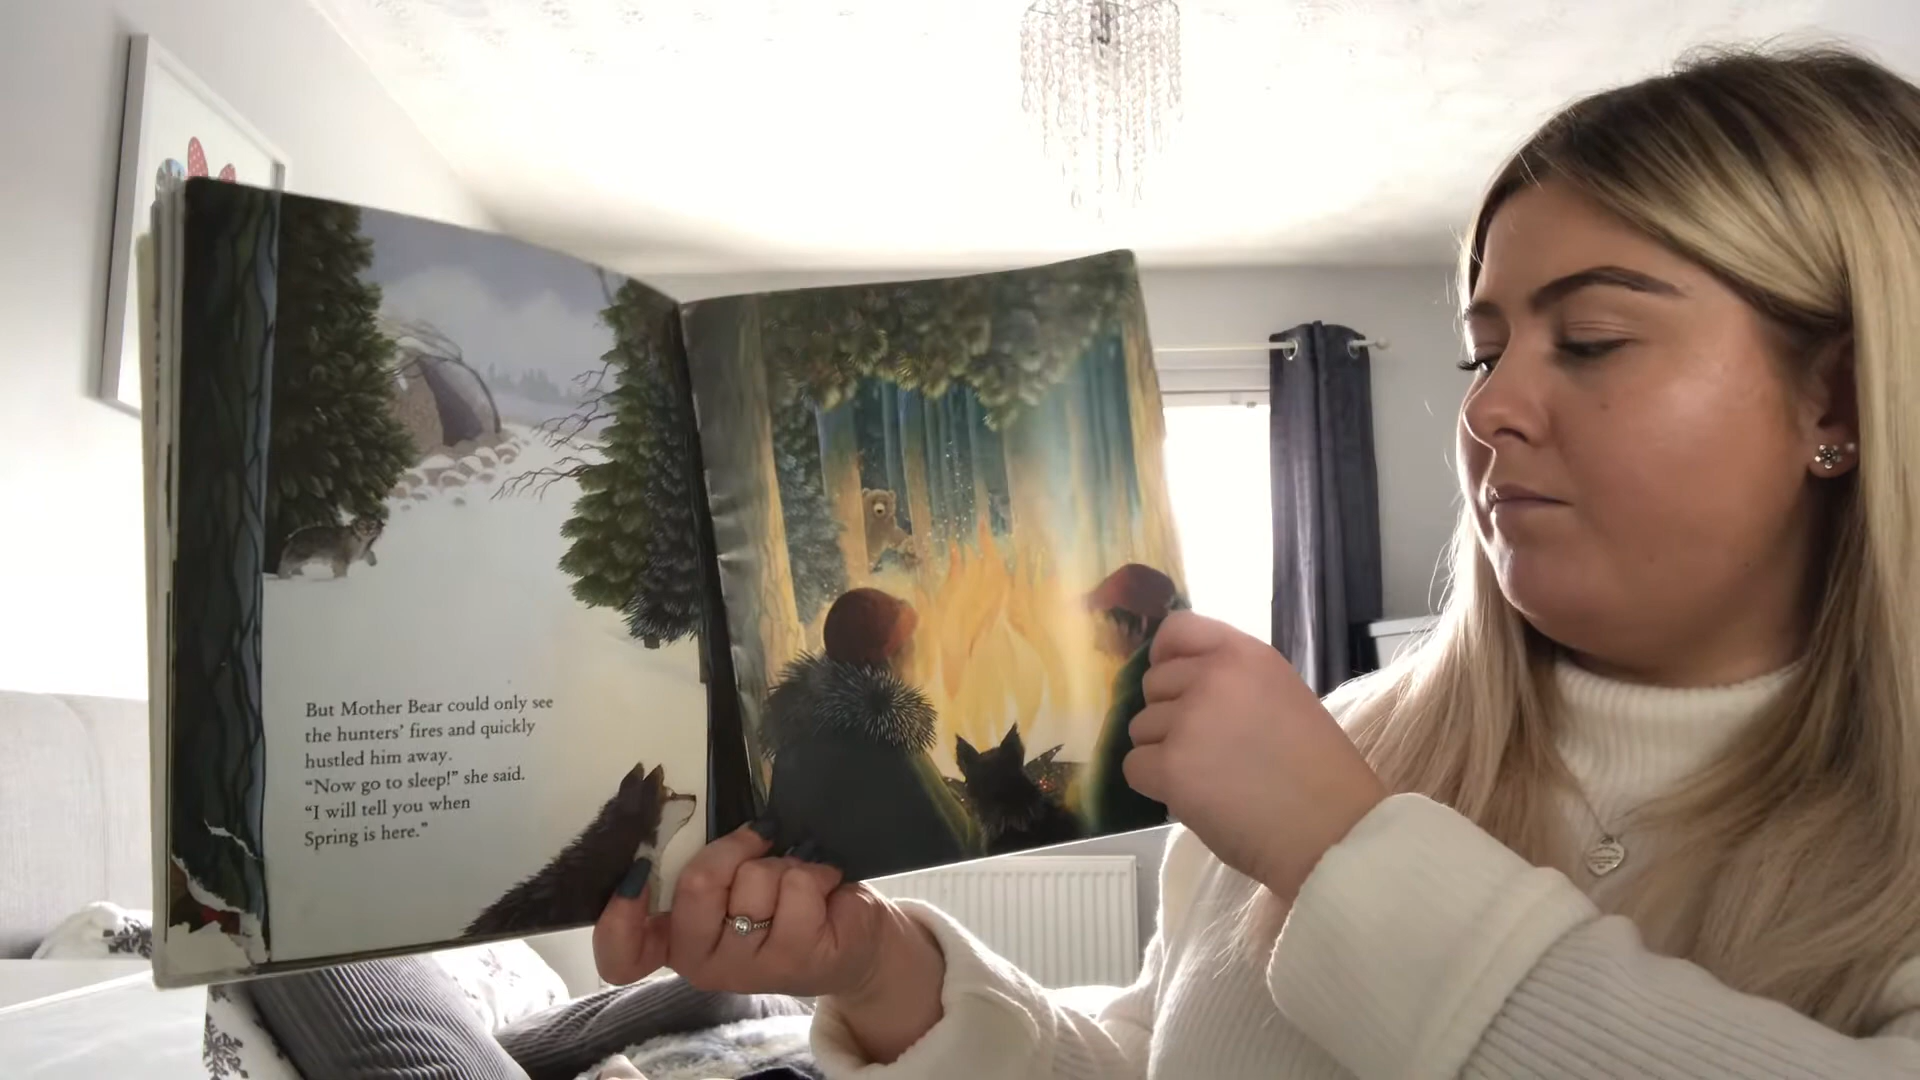 But Mother Bear could only see
the hunters' fires and quickly
hustled him away.
“Now go to sleep!” she said.
“I will tell you when
Spring is here.”